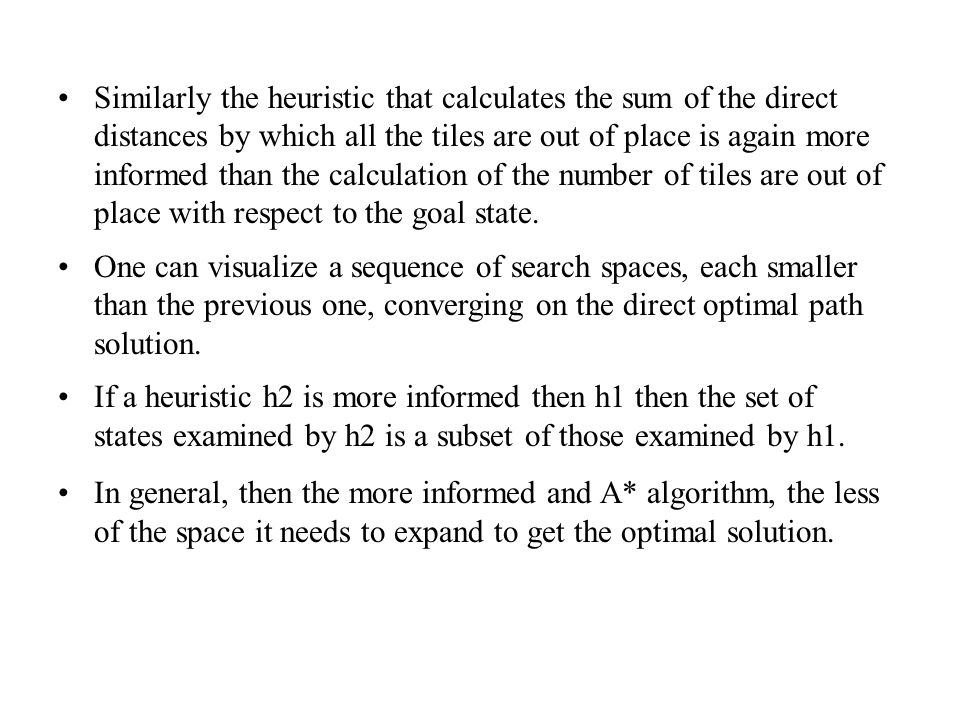 • Similarly the heuristic that calculates the sum of the direct
distances by which all the tiles are out of place is again more
informed than the calculation of the number of tiles are out of
place with respect to the goal state.
• One can visualize a sequence of search spaces, each smaller
than the previous one, converging on the direct optimal path
solution.
• If a heuristic h2 is more informed then h1 then the set of
states examined by h2 is a subset of those examined by h1.
• In general, then the more informed and A* algorithm, the less
of the space it needs to expand to get the optimal solution.